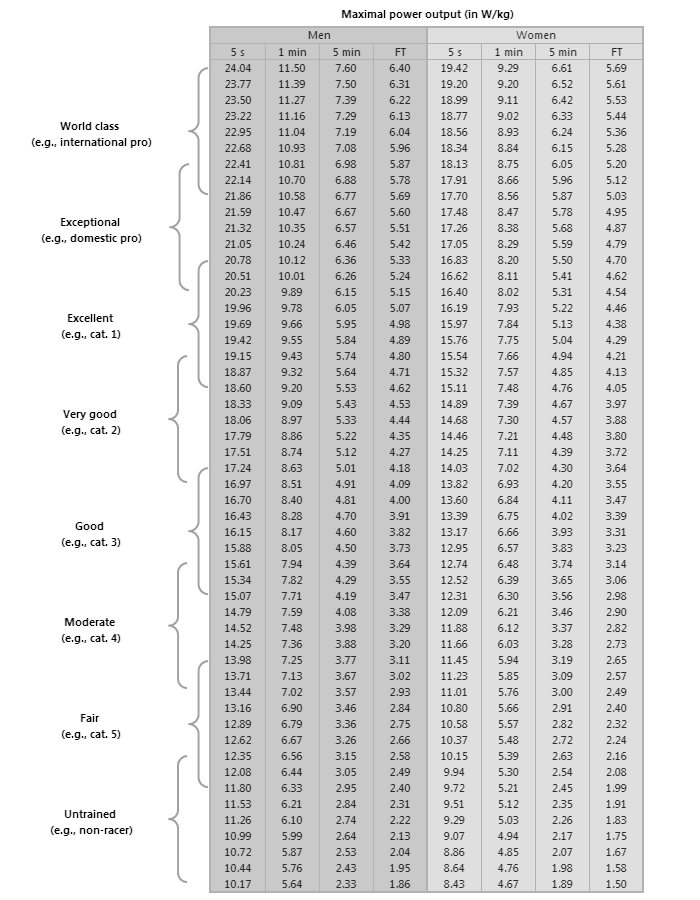 Maximal power output (in W/kg)
Men Women
5 s 1 min 5 min FT 5 s 1 min 5 min FT
24.04 11.50 7.60 6.40 19.42 9.29 6.61 5.69
23.77 11.39 7.50 6.31 19.20 9.20 6.52 5.61
23.50 11.27 7.39 6.22 18.99 9.11 6.42 5.53
23.22 11.16 7.29 6.13 18.77 9.02 6.33 5.44
World class
(e.g., international pro)
22.95 11.04 7.19 6.04 18.56 8.93 6.24 5.36
22.68 10.93 7.08 5.96 18.34 8.84 6.15 5.28
22.41 10.81 6.98 5.87 18.13 8.75 6.05 5.20
22.14 10.70 6.88 5.78 17.91 8.66 5.96 5.12
21.86 10.58 6.77 5.69 17.70 8.56 5.87 5.03
21.59 10.47 6.67 5.60 17.48 8.47 5.78 4.95
Exceptional
(e.g., domestic pro)
21.32 10.35 6.57 5.51 17.26 8.38 5.68 4.87
21.05 10.24 6.46 5.42 17.05 8.29 5.59 4.79
20.78 10.12 6.36 5.33 16.83 8.20 5.50 4.70
20.51 10.01 6.26 5.24 16.62 8.11 5.41 4.62
20.23 9.89 6.15 5.15 16.40 8.02 5.31 4.54
19.96 9.78 6.05 5.07 16.19 7.93 5.22 4.46
Excellent
(e.g., cat. 1)
19.69 9.66 5.95 4.98 15.97 7.84 5.13 4.38
19.42 9.55 5.84 4.89 15.76 7.75 5.04 4.29
19.15 9.43 5.74 4.80 15.54 7.66 4.94 4.21
18.87 9.32 5.64 4.71 15.32 7.57 4.85 4.13
18.60 9.20 5.53 4.62 15.11 7.48 4.76 4.05
18.33 9.09 5.43 4.53 14.89 7.39 4.67 3.97
Very good
(e.g., cat. 2)
18.06 8.97 5.33 4.44 14.68 7.30 4.57 3.88
17.79 8.86 5.22 4.35 14.46 7.21 4.48 3.80
17.51 8.74 5.12 4.27 14.25 7.11 4.39 3.72
17.24 8.63 5.01 4.18 14.03 7.02 4.30 3.64
16.97 8.51 4.91 4.09 13.82 6.93 4.20 3.55
16.70 8.40 4.81 4.00 13.60 6.84 4.11 3.47
16.43 8.28 4.70 3.91 13.39 6.75 4.02 3.39
Good
(e.g., cat. 3)
16.15 8.17 4.60 3.82 13.17 6.66 3.93 3.31
15.88 8.05 4.50 3.73 12.95 6.57 3.83 3.23
15.61 7.94 4.39 3.64 12.74 6.48 3.74 3.14
15.34 7.82 4.29 3.55 12.52 6.39 3.65 3.06
15.07 7.71 4.19 3.47 12.31 6.30 3.56 2.98
14.79 7.59 4.08 3.38 12.09 6.21 3.46 2.90
Moderate
(e.g., cat. 4)
14.52 7.48 3.98 3.29 11.88 6.12 3.37 2.82
14.25 7.36 3.88 3.20 11.66 6.03 3.28 2.73
13.98 7.25 3.77 3.11 11.45 5.94 3.19 2.65
13.71 7.13 3.67 3.02 11.23 5.85 3.09 2.57
13.44 7.02 3.57 2.93 11.01 5.76 3.00 2.49
13.16 6.90 3.46 2.84 10.80 5.66 2.91 2.40
Fair
(e.g., cat. 5)
12.89 6.79 3.36 2.75 10.58 5.57 2.82 2.32
12.62 6.67 3.26 2.66 10.37 5.48 2.72 2.24
12.35 6.56 3.15 2.58 10.15 5.39 2.63 2.16
12.08 6.44 3.05 2.49 9.94 5.30 2.54 2.08
11.80 6.33 2.95 2.40 9.72 5.21 2.45 1.99
11.53 6.21 2.84 2.31 9.51 5.12 2.35 1.91
Untrained
(e.g., non-racer)
11.26 6.10 2.74 2.22 9.29 5.03 2.26 1.83
10.99 5.99 2.64 2.13 9.07 4.94 2.17 1.75
10.72 5.87 2.53 2.04 8.86 4.85 2.07 1.67
10.44 5.76 2.43 1.95 8.64 4.76 1.98 1.58
10.17 5.64 2.33 1.86 8.43 4.67 1.89 1.50